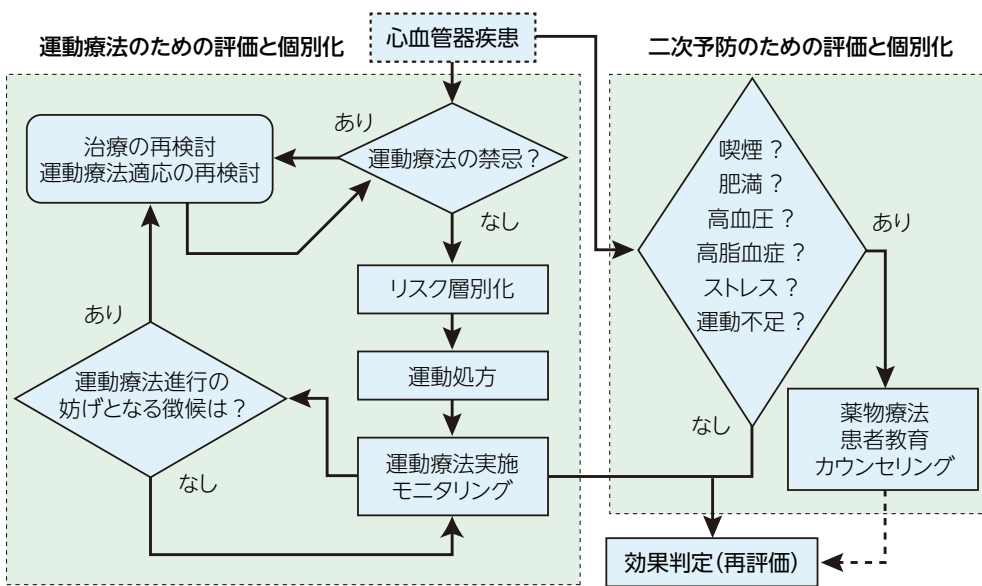 心血管器疾患
運動療法のための評価と個別化
二次予防のための評価と個別化
あり
運動療法の禁忌？
治療の再検討
運動療法適応の再検討
なし
リスク層別化
運動処方
運動療法実施
モニタリング
あり
運動療法進行の
妨げとなる徴候は？
なし
喫煙？
肥満？
高血圧？
高脂血症？
ストレス？
運動不足？
あり
なし
薬物療法
患者教育
カウンセリング
効果判定(再評価)